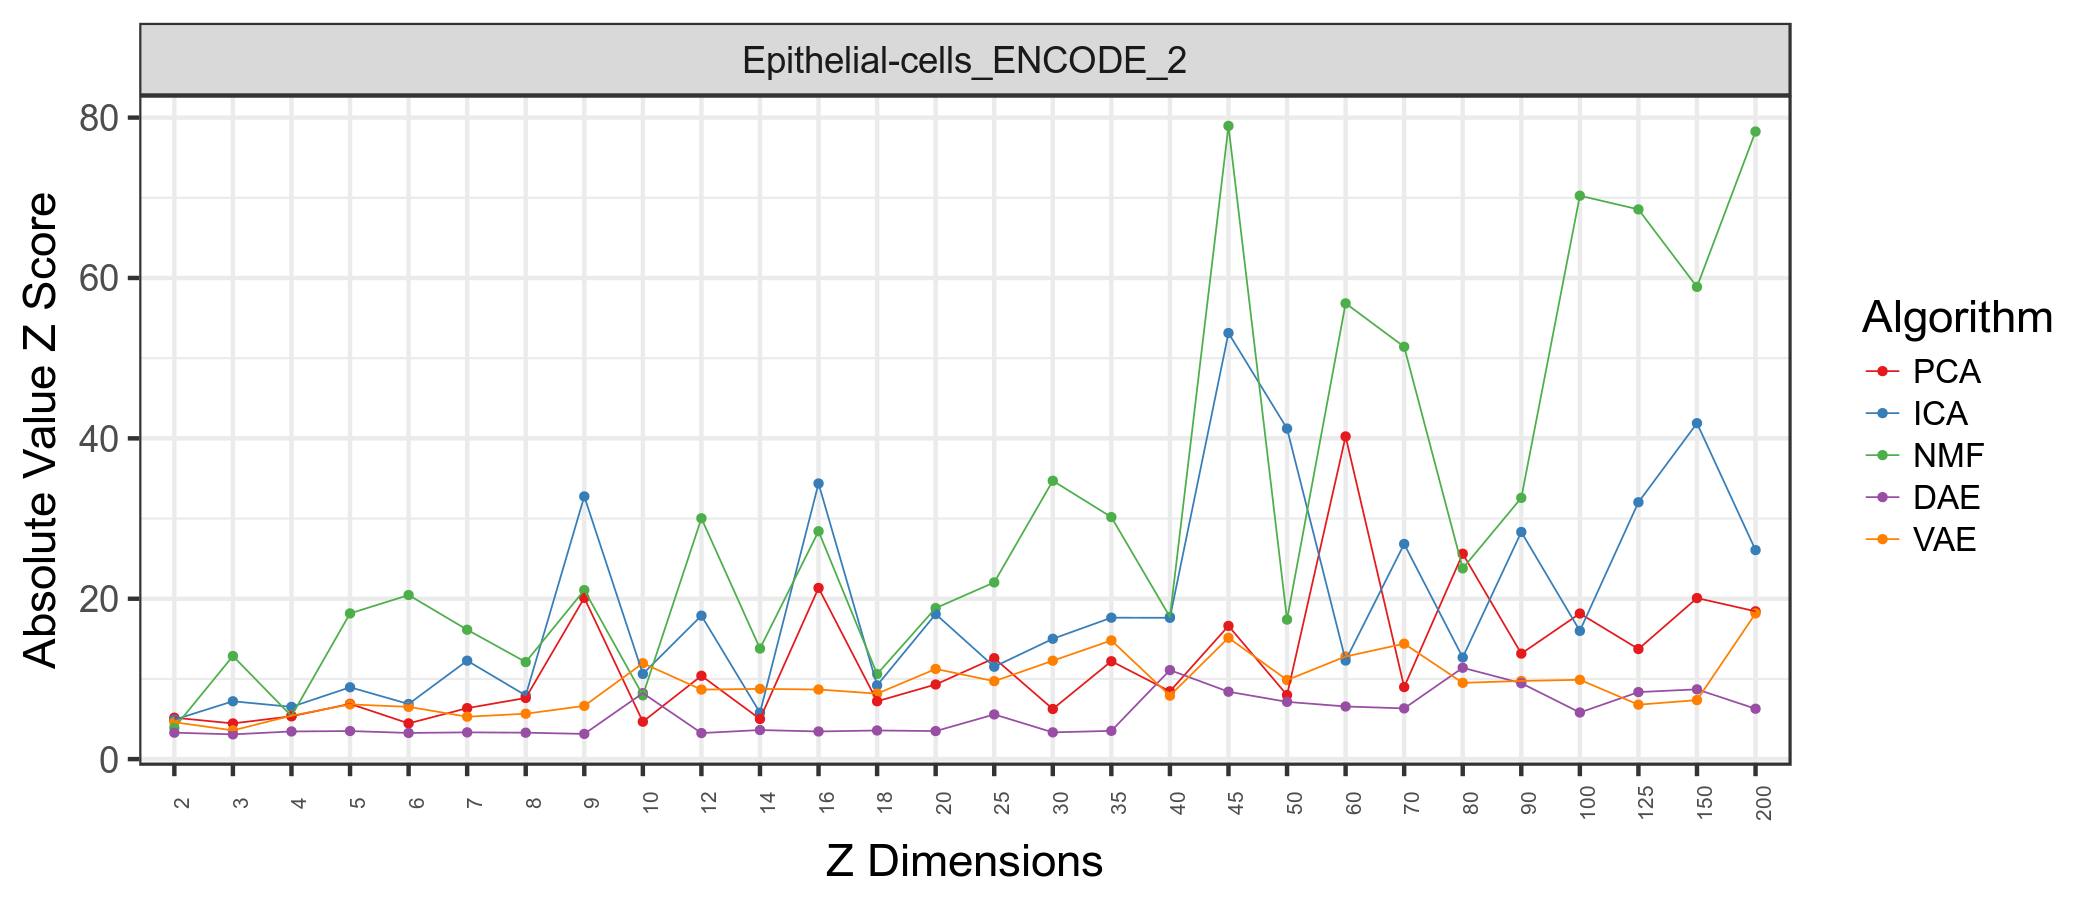 Epithelial-cells_ENCODE_2
Absolute Value Z Score
80
60
40
20
0
2 3 4 5 6 7 8 9 10 12 14 16 18 20 25 30 35 40 45 50 60 70 80 90 100 125 150 200
Z Dimensions
Algorithm
PCA
ICA
NMF
DAE
VAE